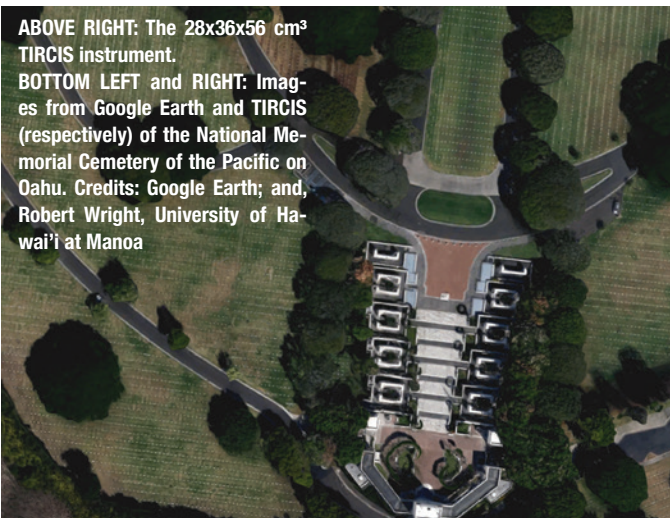 ABOVE RIGHT: The 28x36x56 cm³
TIRCIS instrument.
BOTTOM LEFT and RIGHT: Imag-
es from Google Earth and TIRCIS
(respectively) of the National Me-
morial Cemetery of the Pacific on
Oahu. Credits: Google Earth; and,
Robert Wright, University of Ha-
wai'i at Manoa